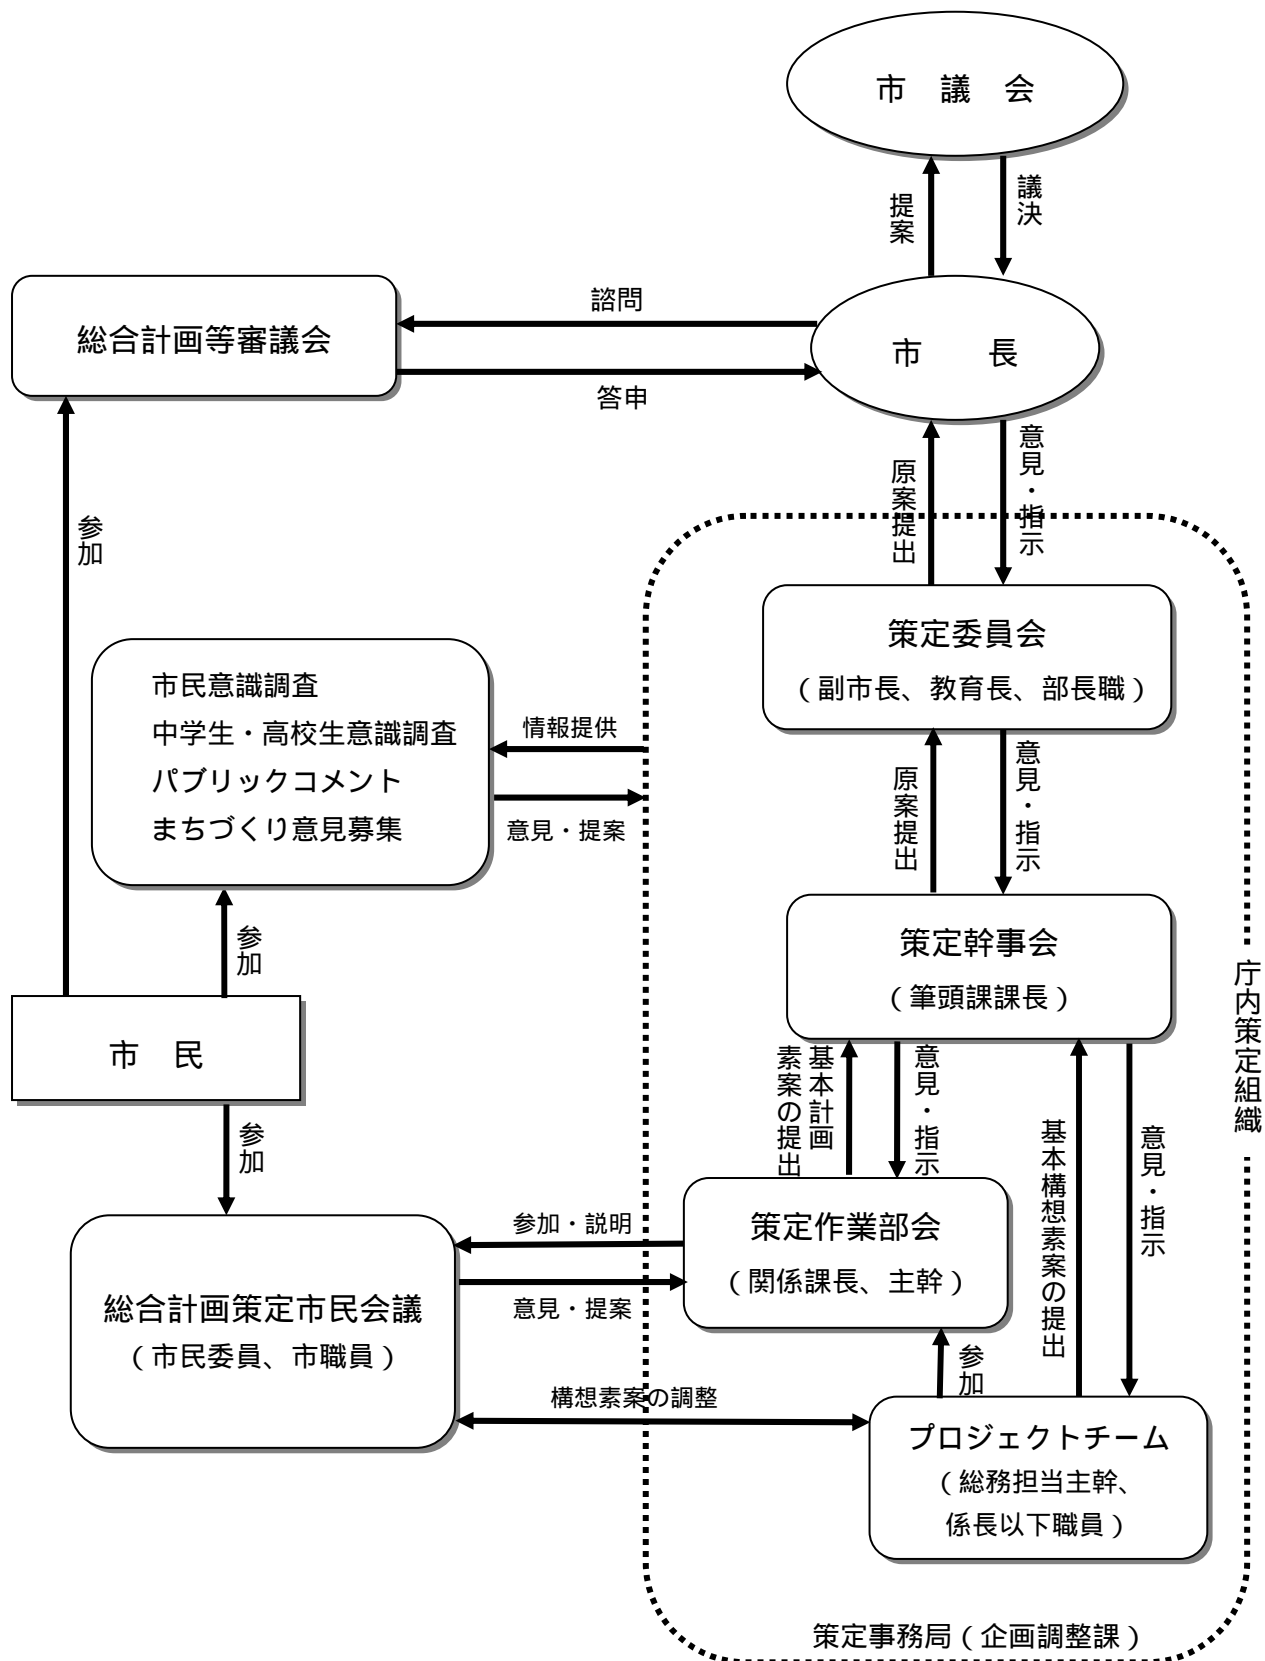 市　議　会
提案
議決
諮問
総合計画等審議会
市　　長
答申
意見・指示
原案提出
参加
策定委員会
（副市長、教育長、部長職）
市民意識調査
中学生・高校生意識調査
パブリックコメント
まちづくり意見募集
情報提供
意見・提案
意見・指示
原案提出
策定幹事会
（筆頭課課長）
参加
庁内策定組織
市　民
基本計画
素案の提出
意見・指示
参加
基本構想素案の提出
意見・指示
参加・説明
策定作業部会
（関係課長、主幹）
意見・提案
総合計画策定市民会議
（市民委員、市職員）
参加
構想素案の調整
プロジェクトチーム
（総務担当主幹、
係長以下職員）
策定事務局（企画調整課）